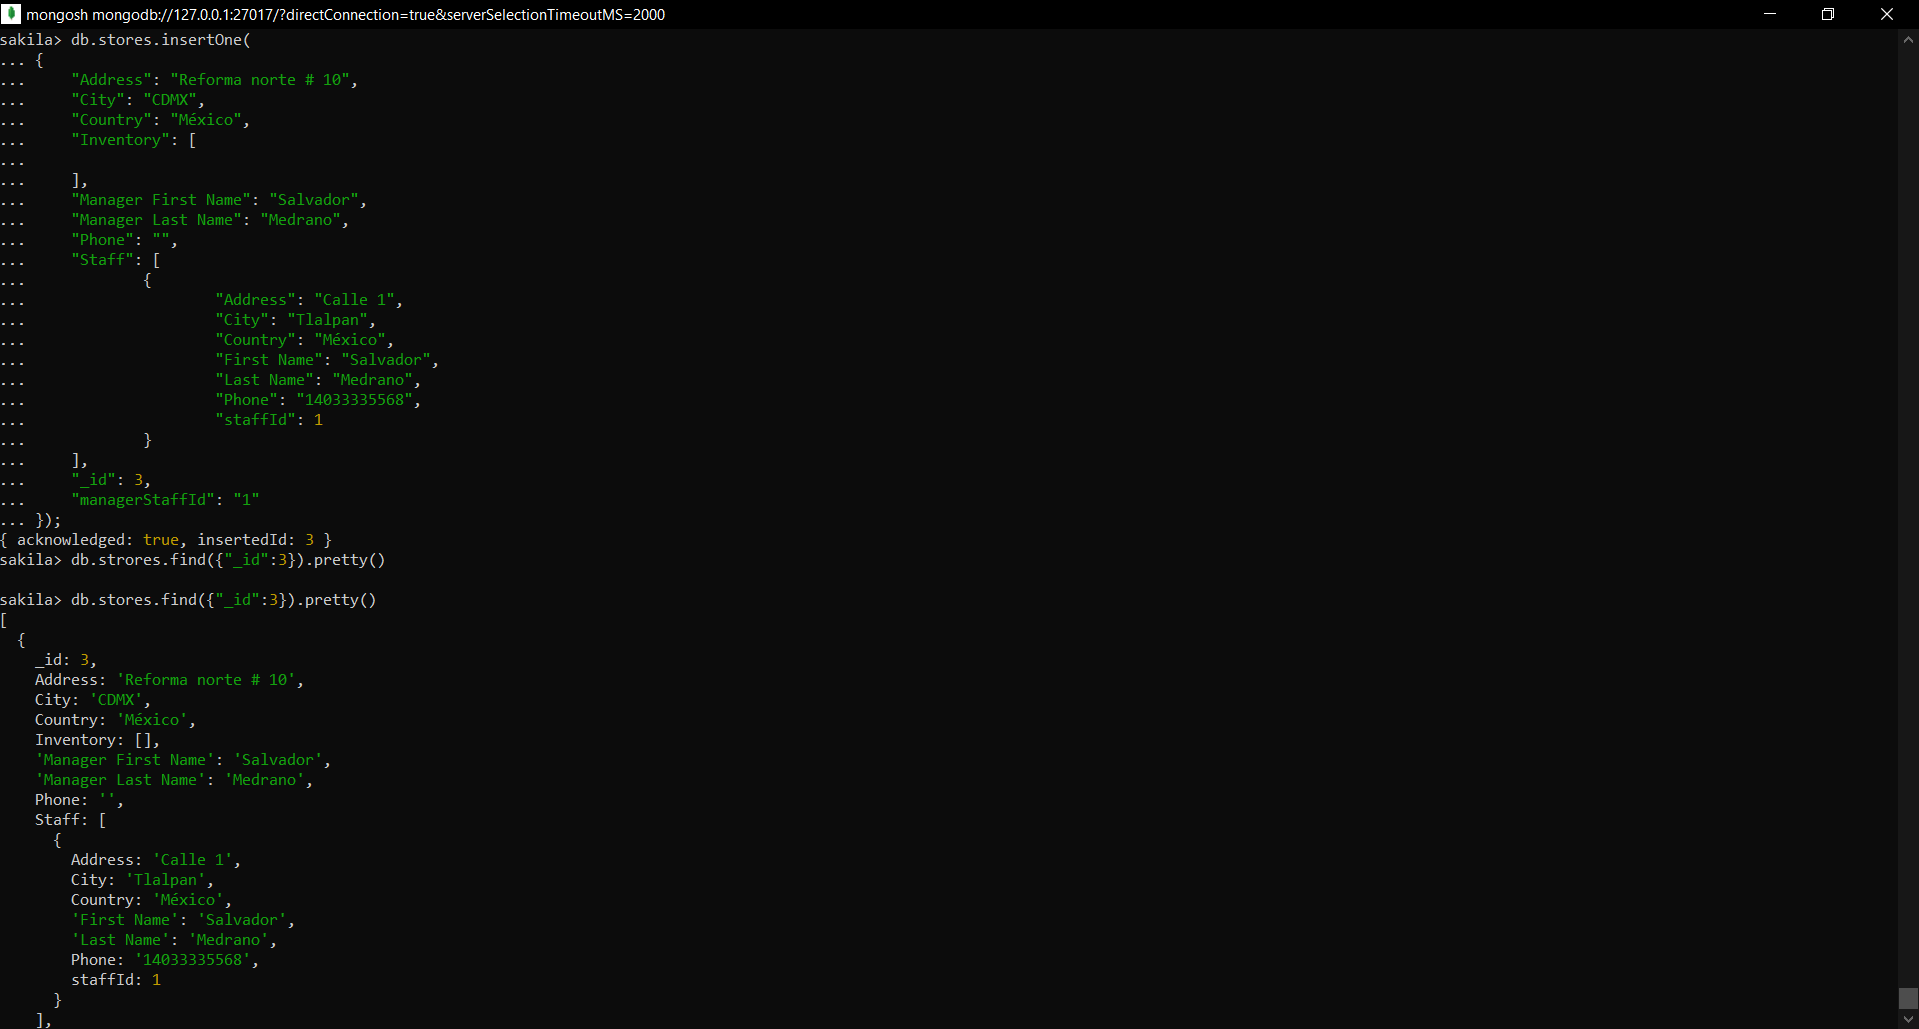 mongosh mongodb://127.0.0.1:27017/?directConnection=true&serverSelectionTimeoutMS=2000
sakila> db.stores.insertOne(
... {
...     "Address": "Reforma norte # 10",
...     "City": "CDMX",
...     "Country": "México",
...     "Inventory": [
...
...     ],
...     "Manager First Name": "Salvador",
...     "Manager Last Name": "Medrano",
...     "Phone": "",
...     "Staff": [
...             {
...                     "Address": "Calle 1",
...                     "City": "Tlalpan",
...                     "Country": "México",
...                     "First Name": "Salvador",
...                     "Last Name": "Medrano",
...                     "Phone": "14033335568",
...                     "staffId": 1
...             }
...     ],
...     "_id": 3,
...     "managerStaffId": "1"
... });
{ acknowledged: true, insertedId: 3 }
sakila> db.strores.find({"_id":3}).pretty()

sakila> db.stores.find({"_id":3}).pretty()
[
  {
    _id: 3,
    Address: 'Reforma norte # 10',
    City: 'CDMX',
    Country: 'México',
    Inventory: [],
    'Manager First Name': 'Salvador',
    'Manager Last Name': 'Medrano',
    Phone: '',
    Staff: [
      {
        Address: 'Calle 1',
        City: 'Tlalpan',
        Country: 'México',
        'First Name': 'Salvador',
        'Last Name': 'Medrano',
        Phone: '14033335568',
        staffId: 1
      }
    ],